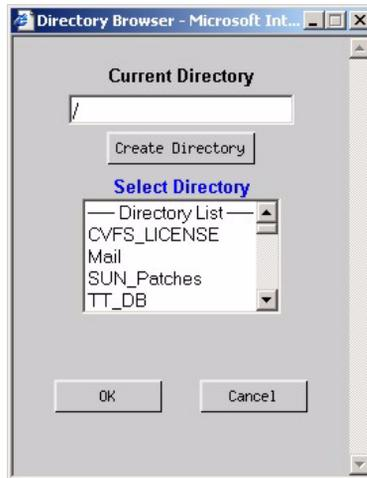 Directory Browser - Microsoft Int...
Current Directory
/
Create Directory
Select Directory
── Directory List ──
CVFS_LICENSE
Mail
SUN_Patches
TT_DB
OK
Cancel